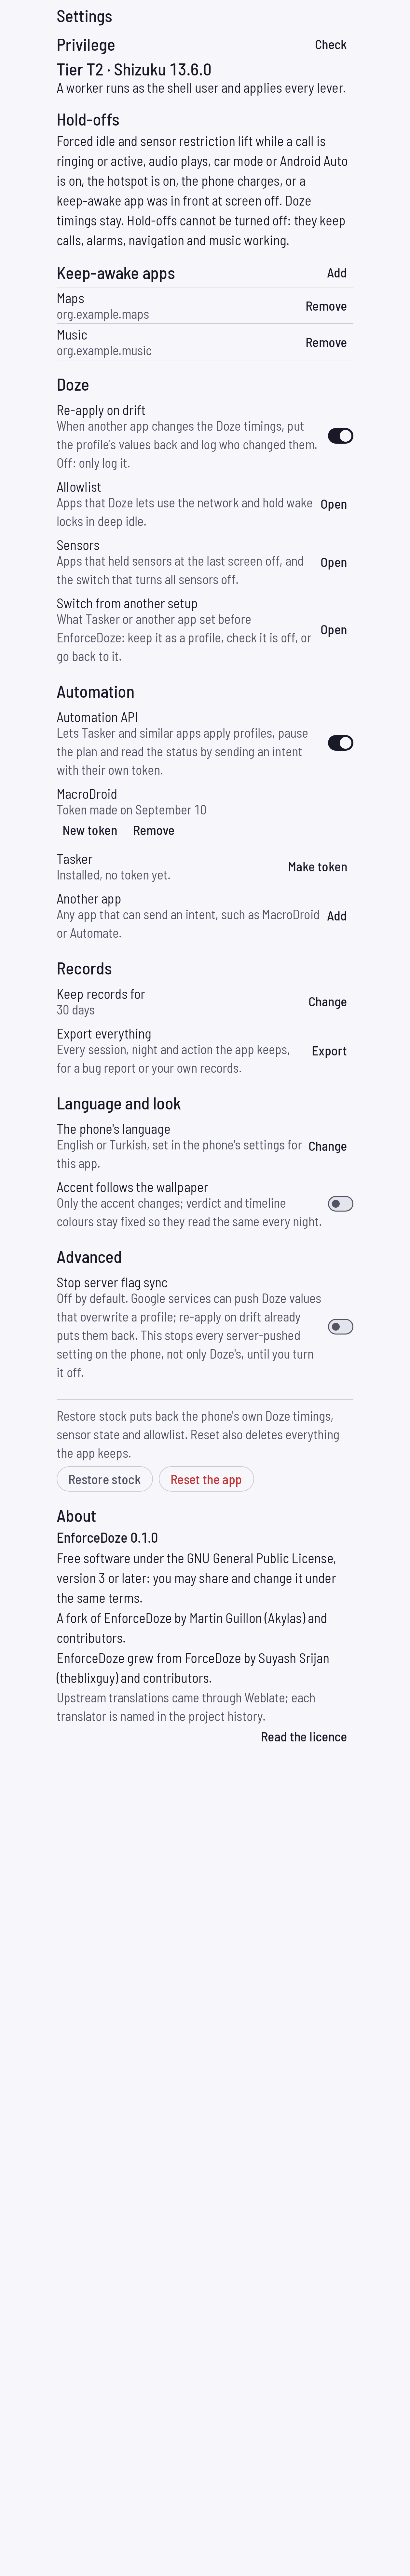 Settings
Privilege
Check
Tier T2 · Shizuku 13.6.0
A worker runs as the shell user and applies every lever.
Hold-offs
Forced idle and sensor restriction lift while a call is
ringing or active, audio plays, car mode or Android Auto
is on, the hotspot is on, the phone charges, or a
keep-awake app was in front at screen off. Doze
timings stay. Hold-offs cannot be turned off: they keep
calls, alarms, navigation and music working.
Keep-awake apps
Add
Maps
org.example.maps
Remove
Music
org.example.music
Remove
Doze
Re-apply on drift
When another app changes the Doze timings, put
the profile's values back and log who changed them.
Off: only log it.
Allowlist
Apps that Doze lets use the network and hold wake
locks in deep idle.
Open
Sensors
Apps that held sensors at the last screen off, and
the switch that turns all sensors off.
Open
Switch from another setup
What Tasker or another app set before
EnforceDoze: keep it as a profile, check it is off, or
go back to it.
Open
Automation
Automation API
Lets Tasker and similar apps apply profiles, pause
the plan and read the status by sending an intent
with their own token.
MacroDroid
Token made on September 10
New token
Remove
Tasker
Installed, no token yet.
Make token
Another app
Any app that can send an intent, such as MacroDroid
or Automate.
Add
Records
Keep records for
30 days
Change
Export everything
Every session, night and action the app keeps,
for a bug report or your own records.
Export
Language and look
The phone's language
English or Turkish, set in the phone's settings for
this app.
Change
Accent follows the wallpaper
Only the accent changes; verdict and timeline
colours stay fixed so they read the same every night.
Advanced
Stop server flag sync
Off by default. Google services can push Doze values
that overwrite a profile; re-apply on drift already
puts them back. This stops every server-pushed
setting on the phone, not only Doze's, until you turn
it off.
Restore stock puts back the phone's own Doze timings,
sensor state and allowlist. Reset also deletes everything
the app keeps.
Restore stock
Reset the app
About
EnforceDoze 0.1.0
Free software under the GNU General Public License,
version 3 or later: you may share and change it under
the same terms.
A fork of EnforceDoze by Martin Guillon (Akylas) and
contributors.
EnforceDoze grew from ForceDoze by Suyash Srijan
(theblixguy) and contributors.
Upstream translations came through Weblate; each
translator is named in the project history.
Read the licence